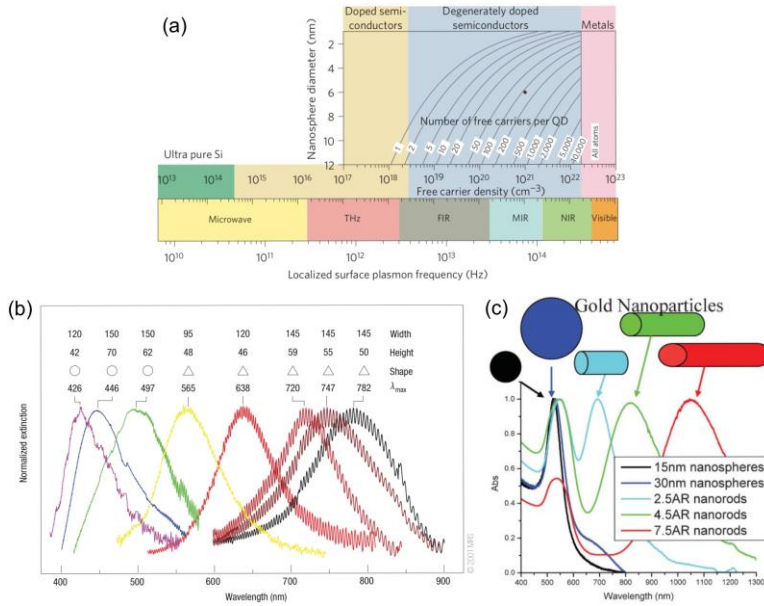 (a)
Doped semi-
conductors
Degenerately doped
semiconductors
Metals
Nanosphere diameter (nm)
2
4
6
8
10
12
Number of free carriers per QD
1
2
5
10
20
50
100
200
500
1,000
2,000
5,000
10,000
All atoms
Ultra pure Si
10¹³ 10¹⁴ 10¹⁵ 10¹⁶ 10¹⁷ 10¹⁸ 10¹⁹ 10²⁰ 10²¹ 10²² 10²³
Free carrier density (cm⁻³)
Microwave THz FIR MIR NIR Visible
10¹⁰ 10¹¹ 10¹² 10¹³ 10¹⁴
Localized surface plasmon frequency (Hz)
(b)
120 150 150 95 120 145 145 145 Width
42 70 62 48 46 59 55 50 Height
Shape
426 446 497 565 638 720 747 782 λmax
Normalized extinction
© 2001 MRS
400 500 600 700 800 900
Wavelength (nm)
(c)
Gold Nanoparticles
Abs
1.0
0.8
0.6
0.4
0.2
0.0
15nm nanospheres
30nm nanospheres
2.5AR nanorods
4.5AR nanorods
7.5AR nanorods
400 500 600 700 800 900 1000 1100 1200 1300
Wavelength (nm)